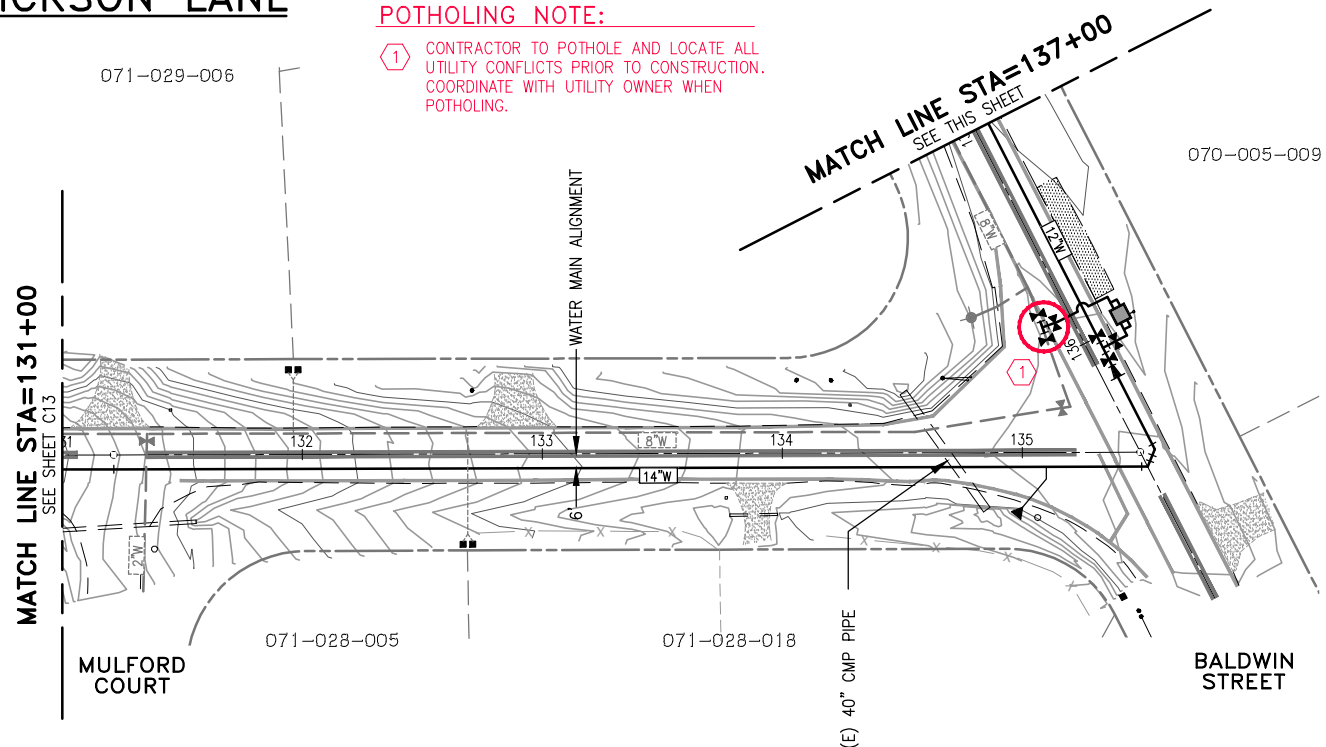 ICKSON LANE
POTHOLING NOTE:
1 CONTRACTOR TO POTHOLE AND LOCATE ALL
UTILITY CONFLICTS PRIOR TO CONSTRUCTION.
COORDINATE WITH UTILITY OWNER WHEN
POTHOLING.
071-029-006
MATCH LINE STA=137+00
SEE THIS SHEET
070-005-009
WATER MAIN ALIGNMENT
8"W
12"W
136
1
MATCH LINE STA=131+00
SEE SHEET C13
31
132
133
8"W
134
135
14"W
6'
2"W
(E) 40" CMP PIPE
071-028-005
071-028-018
MULFORD
COURT
BALDWIN
STREET